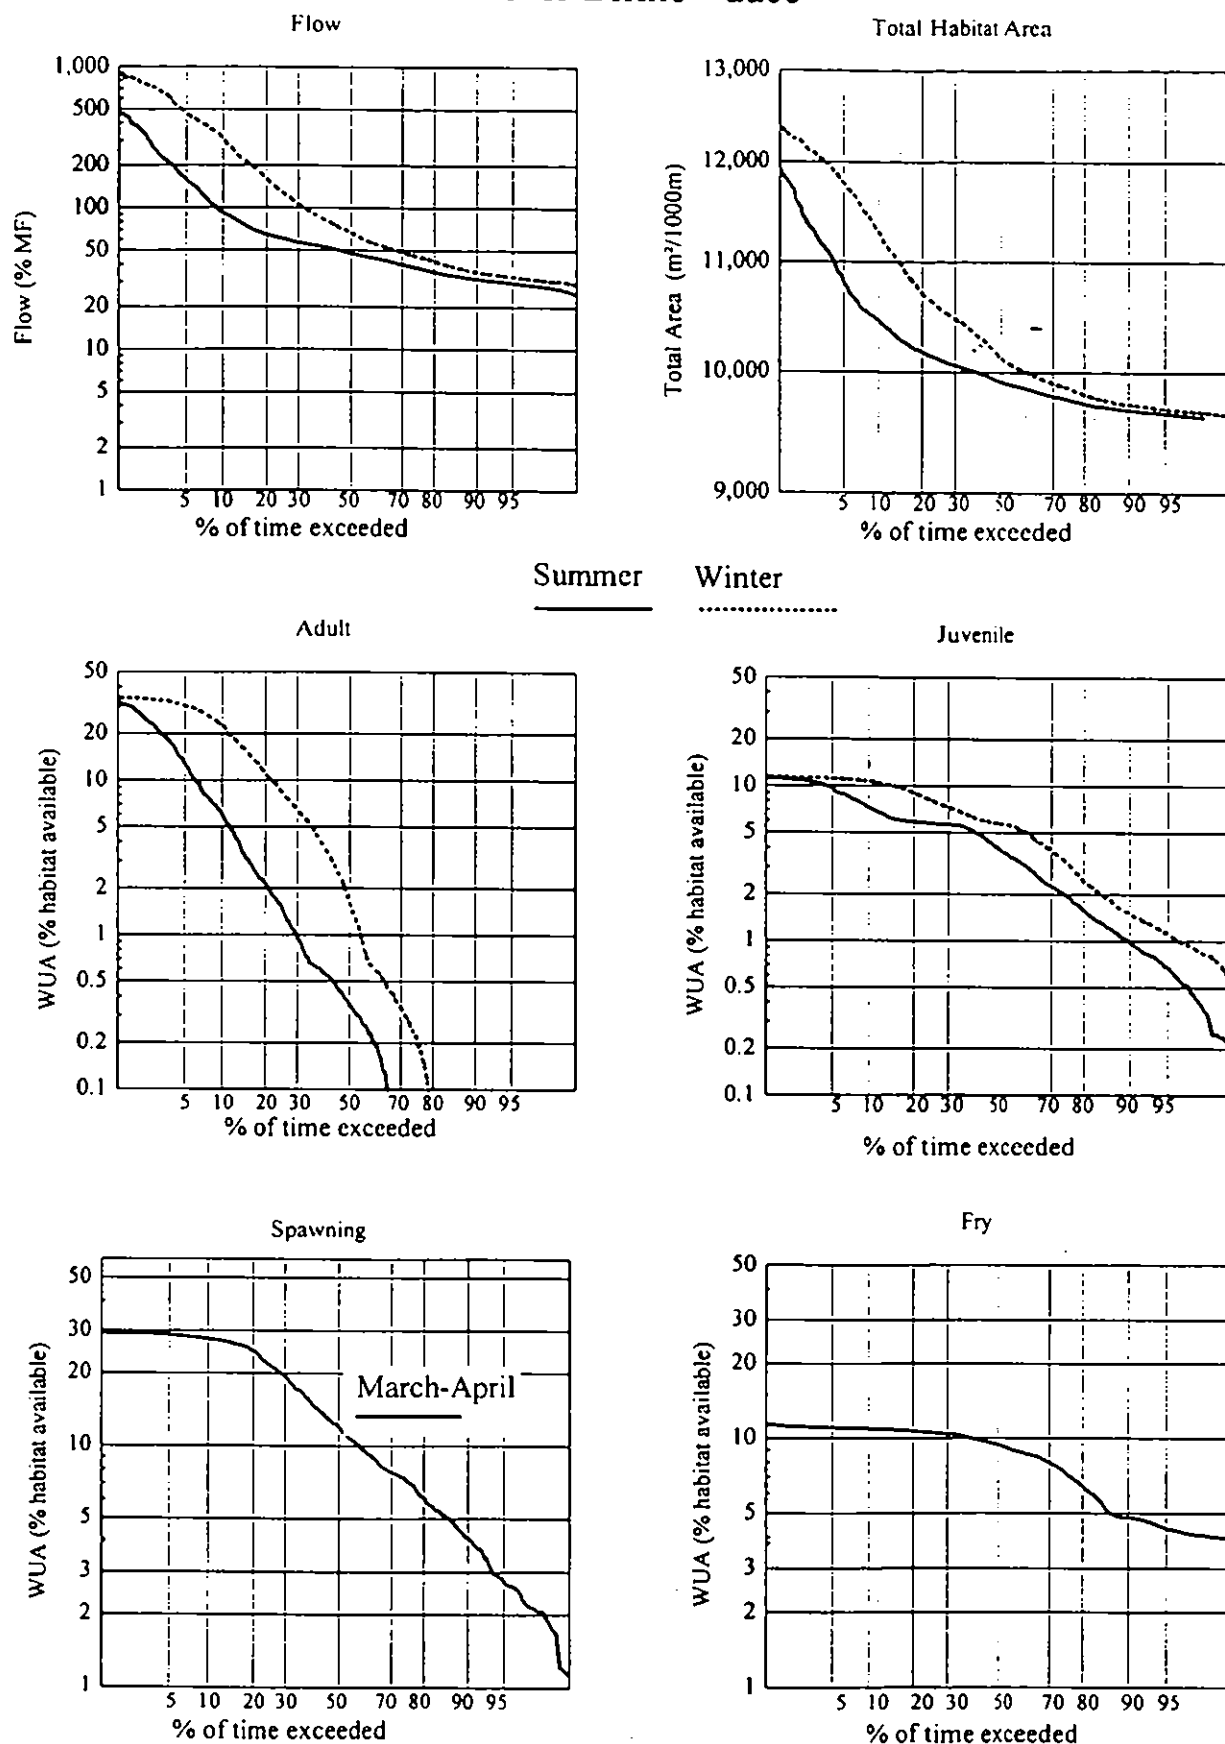 Flow
1,000
500
200
100
50
20
10
5
2
1
Flow (% MF)
5 10 20 30 50 70 80 90 95
% of time exceeded
Total Habitat Area
13,000
12,000
11,000
10,000
9,000
Total Area (m²/1000m)
5 10 20 30 50 70 80 90 95
% of time exceeded
Summer Winter
Adult
50
20
10
5
2
1
0.5
0.2
0.1
WUA (% habitat available)
5 10 20 30 50 70 80 90 95
% of time exceeded
Juvenile
50
20
10
5
2
1
0.5
0.2
0.1
WUA (% habitat available)
5 10 20 30 50 70 80 90 95
% of time exceeded
Spawning
50
30
20
10
5
3
2
1
WUA (% habitat available)
March-April
5 10 20 30 50 70 80 90 95
% of time exceeded
Fry
50
30
20
10
5
3
2
1
WUA (% habitat available)
5 10 20 30 50 70 80 90 95
% of time exceeded